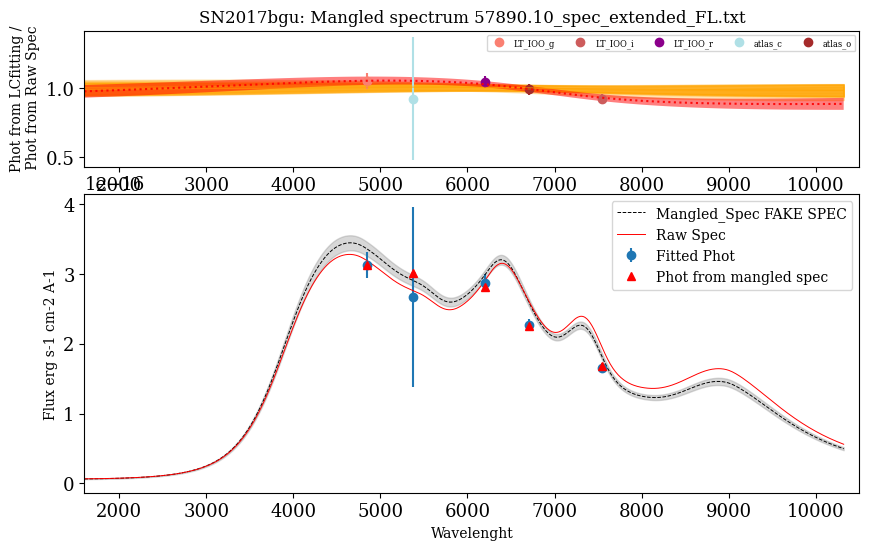 SN2017bgu: Mangled spectrum 57890.10_spec_extended_FL.txt
Phot from LCfitting /
Phot from Raw Spec
LT_IOO_g LT_IOO_i LT_IOO_r atlas_c atlas_o
1.0
0.5
2000 3000 4000 5000 6000 7000 8000 9000 10000
1e−16
Mangled_Spec FAKE SPEC
Raw Spec
Fitted Phot
Phot from mangled spec
Flux erg s-1 cm-2 A-1
4
3
2
1
0
2000 3000 4000 5000 6000 7000 8000 9000 10000
Wavelenght